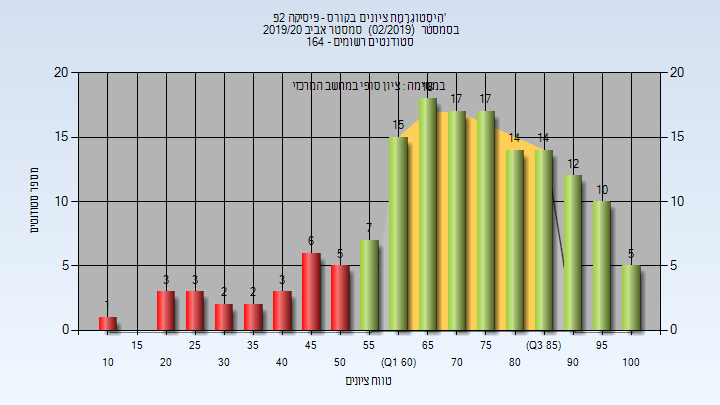 היסטוגרמת ציונים בקורס - פיסיקה 2פ'
בסמסטר (02/2019) סמסטר אביב 2019/20
סטודנטים רשומים - 164
במשימה : ציון סופי במחשב המרכזי
מספר סטודנטים
20 20
15 15
10 10
5 5
0 0
1 3 3 2 2 3 6 5 7 15 18 17 17 14 14 12 10 5
15 25 35 45 55 65 75 (Q3 85) 95
10 20 30 40 50 (Q1 60) 70 80 90 100
טווח ציונים